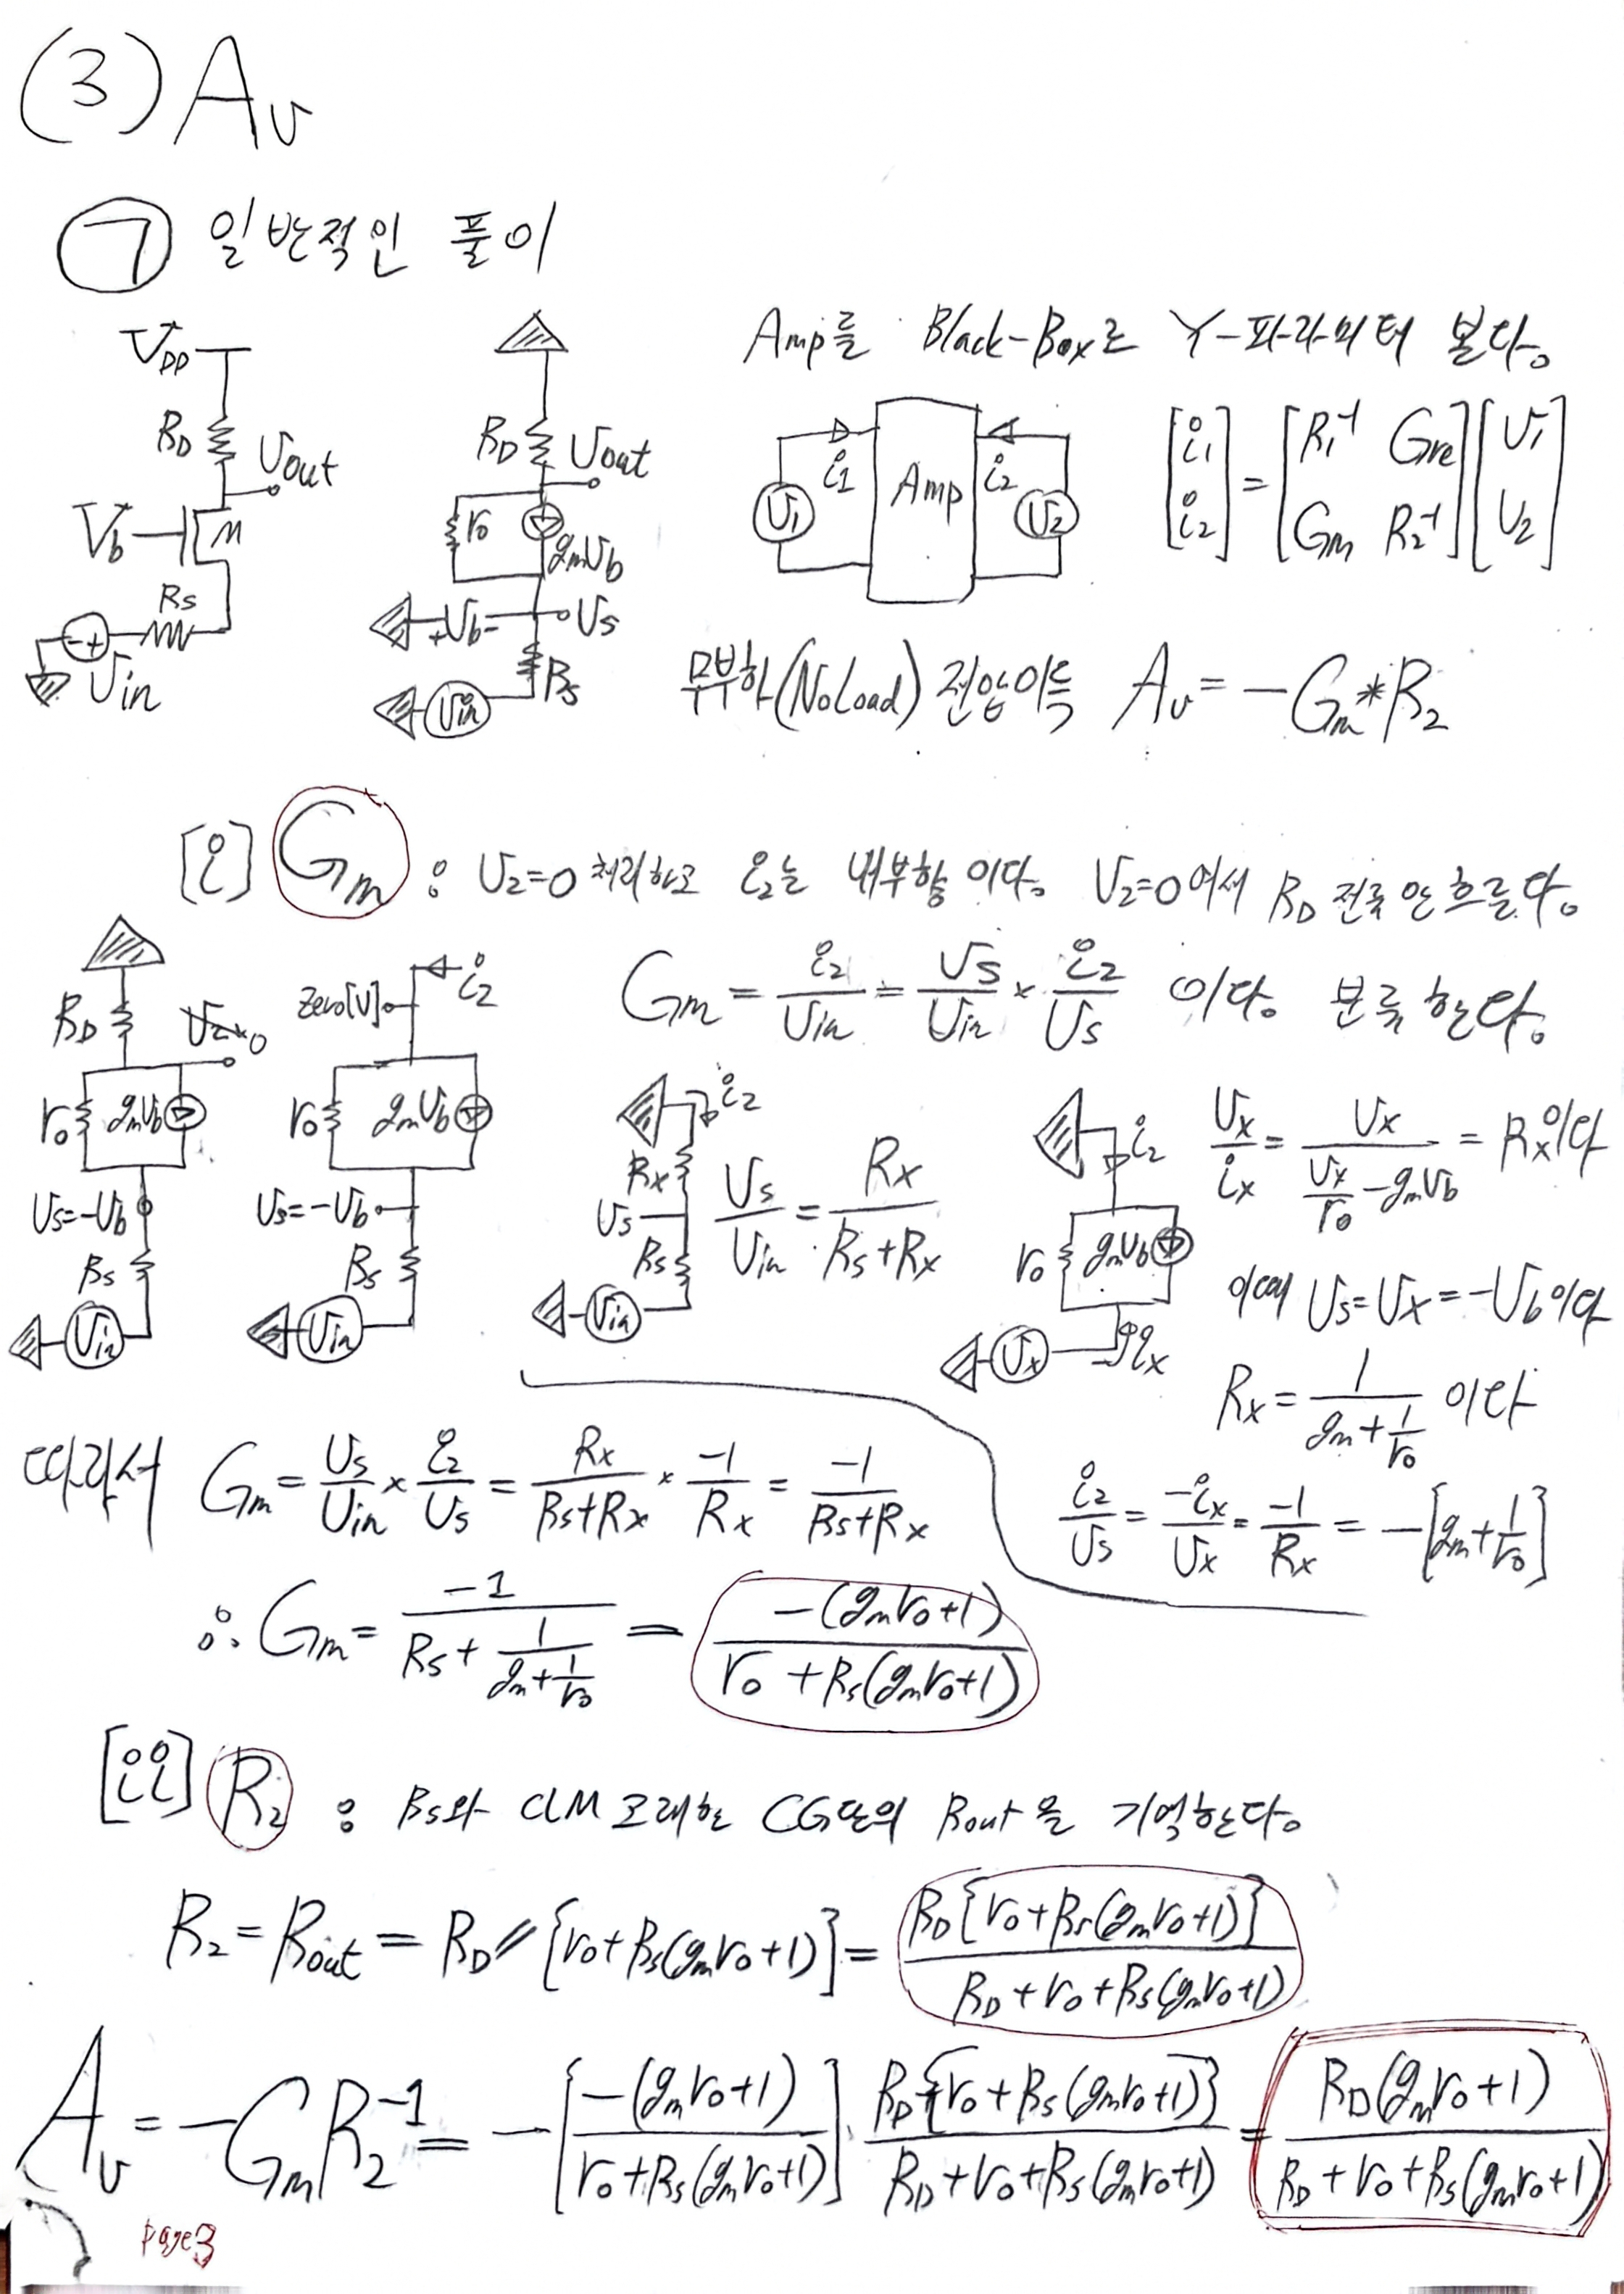 (3) Av
㉠ 일반적인 풀이
VDD
RD
Vout
Vb
M
Rs
- +
Vin
RD
Vout
ro
gmVb
+Vb-
Vs
Rs
Vin
Amp를 Black-Box로 Y-파라미터 본다.
V1
i1
Amp
i2
V2
[i1 i2] = [R1^-1 Gre Gm R2^-1] [V1 V2]
무부하(No Load) 전압이득 Av = -Gm*R2
[i] Gm : V2=0 처리하고 i2는 내부할 이다. V2=0에서 RD 전류 안 흐른다.
RD
V2=0
ro
gmVb
Vs=-Vb
Rs
Vin
Zero[V]
i2
ro
gmVb
Vs=-Vb
Rs
Vin
Gm = i2/Vin = Vs/Vin × i2/Vs 이다. 분류한다.
i2
Rx
Vs
Rs
Vin
Vs/Vin = Rx/(Rs+Rx)
i2
ro
gmVb
Vx
ix
Vx/ix = Vx/(Vx/ro - gmVb) = Rx이다
이때 Vs=Vx=-Vb이다
Rx = 1/(gm+1/ro) 이다
i2/Vs = -ix/Vx = -1/Rx = -[gm+1/ro]
따라서 Gm = Vs/Vin × i2/Vs = Rx/(Rs+Rx) × -1/Rx = -1/(Rs+Rx)
∴ Gm = -1/(Rs + 1/(gm+1/ro)) = -(gmro+1)/(ro+Rs(gmro+1))
[ii] R2 : Rs와 CLM 고려한 CG단의 Rout을 기억한다.
R2 = Rout = RD // {ro+Rs(gmro+1)} = RD{ro+Rs(gmro+1)}/(RD+ro+Rs(gmro+1))
Av = -GmR2^-1 = -[-(gmro+1)/(ro+Rs(gmro+1))] · RD{ro+Rs(gmro+1)}/(RD+ro+Rs(gmro+1)) = RD(gmro+1)/(RD+ro+Rs(gmro+1))
page3